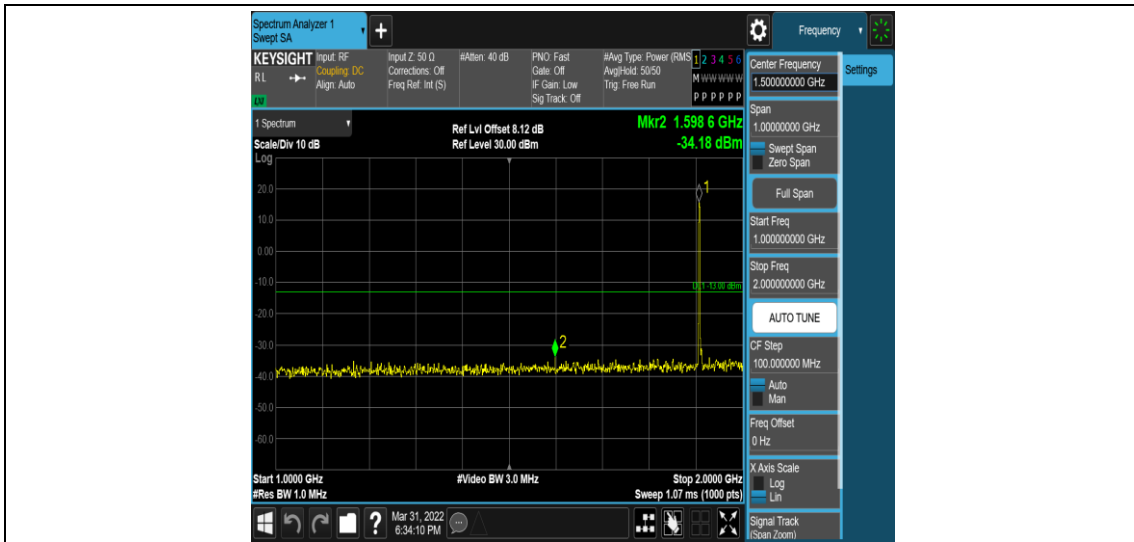 Spectrum Analyzer 1
Swept SA
+
Frequency
KEYSIGHT
RL
LXI
Input: RF
Coupling: DC
Align: Auto
Input Z: 50 Ω
Corrections: Off
Freq Ref: Int (S)
#Atten: 40 dB
PNO: Fast
Gate: Off
IF Gain: Low
Sig Track: Off
#Avg Type: Power (RMS
Avg|Hold: 50/50
Trig: Free Run
1 2 3 4 5 6
M W W W W W
P P P P P P
Center Frequency
1.500000000 GHz
Settings
Span
1.00000000 GHz
Swept Span
Zero Span
Full Span
Start Freq
1.000000000 GHz
Stop Freq
2.000000000 GHz
AUTO TUNE
CF Step
100.000000 MHz
Auto
Man
Freq Offset
0 Hz
X Axis Scale
Log
Lin
Signal Track
(Span Zoom)
1 Spectrum
Scale/Div 10 dB
Ref Lvl Offset 8.12 dB
Ref Level 30.00 dBm
Mkr2 1.598 6 GHz
-34.18 dBm
Log
20.0
10.0
0.00
-10.0
-20.0
-30.0
-40.0
-50.0
-60.0
1
DL1 -13.00 dBm
2
Start 1.0000 GHz
#Res BW 1.0 MHz
#Video BW 3.0 MHz
Stop 2.0000 GHz
Sweep 1.07 ms (1000 pts)
?
Mar 31, 2022
6:34:10 PM